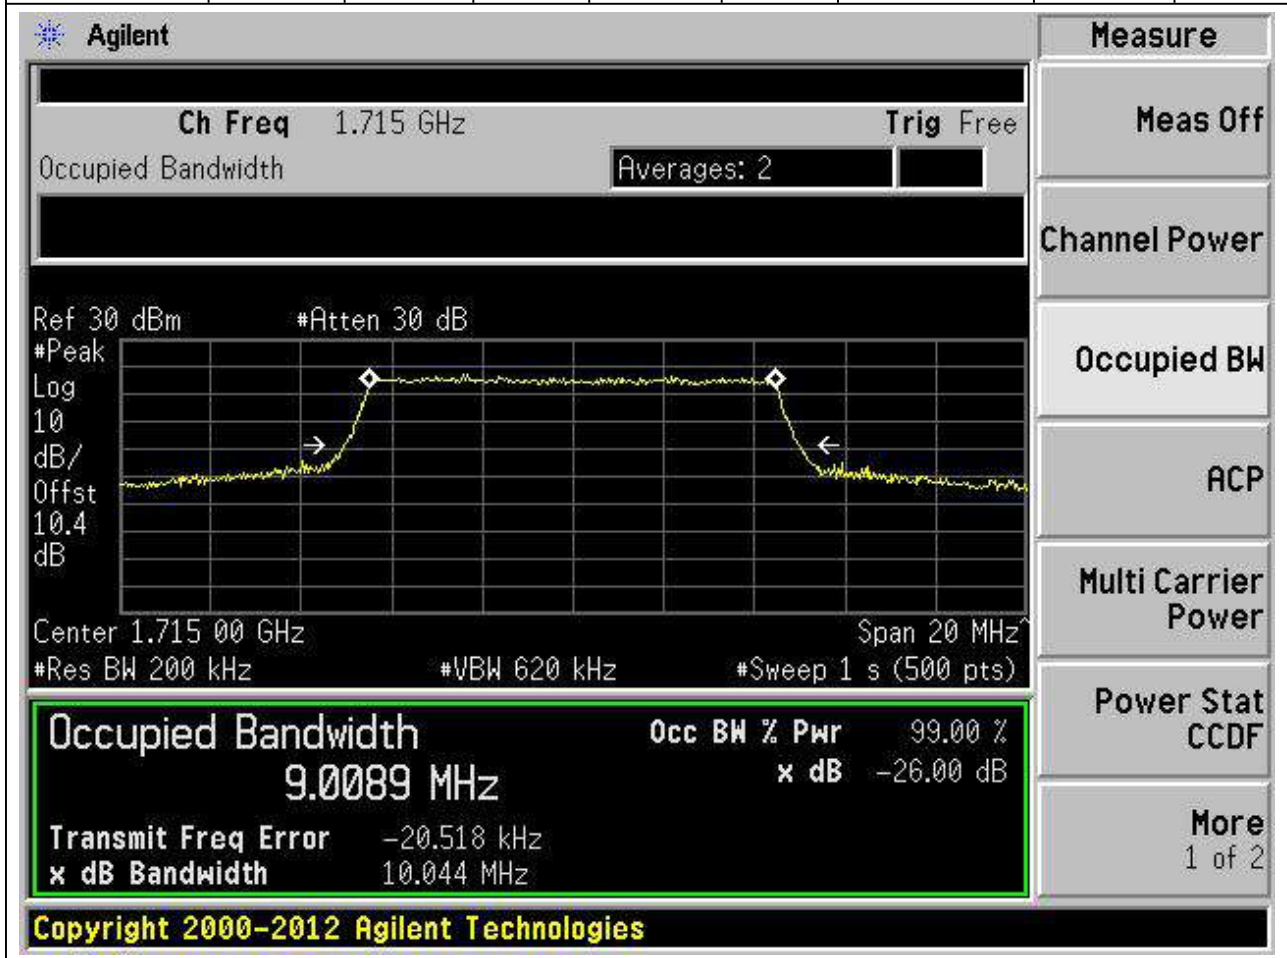 Agilent
Measure
Ch Freq 1.715 GHz Trig Free
Occupied Bandwidth Averages: 2
Ref 30 dBm #Atten 30 dB
#Peak
Log
10
dB/
Offst
10.4
dB
Center 1.715 00 GHz Span 20 MHz^
#Res BW 200 kHz #VBW 620 kHz #Sweep 1 s (500 pts)
Occupied Bandwidth Occ BW % Pwr 99.00 %
9.0089 MHz x dB -26.00 dB
Transmit Freq Error -20.518 kHz
x dB Bandwidth 10.044 MHz
Copyright 2000-2012 Agilent Technologies
Meas Off
Channel Power
Occupied BW
ACP
Multi Carrier
Power
Power Stat
CCDF
More
1 of 2